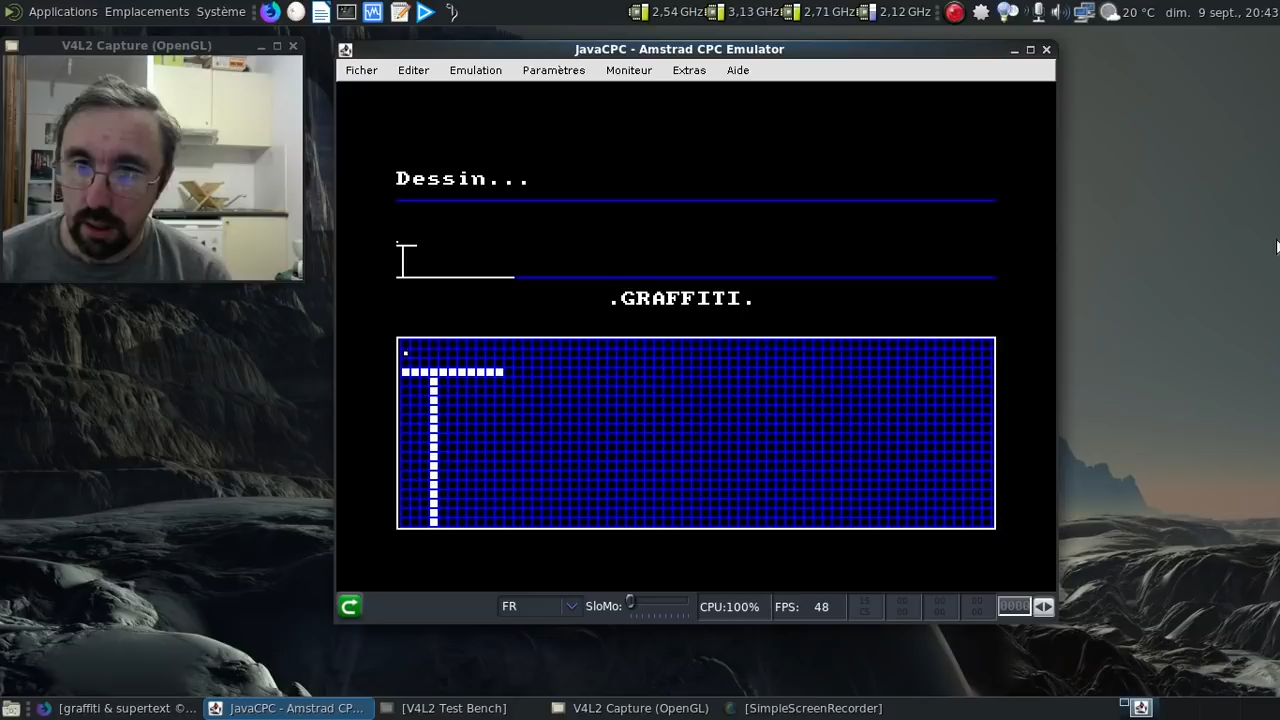 Applications Emplacements Système
2,54 GHz 3,13 GHz 2,71 GHz 2,12 GHz 20 °C dim. 9 sept., 20:43
V4L2 Capture (OpenGL)
JavaCPC - Amstrad CPC Emulator
Ficher Editer Emulation Paramètres Moniteur Extras Aide
Dessin...
.GRAFFITI.
FR SloMo: CPU:100% FPS: 48
[graffiti & supertext ©... JavaCPC - Amstrad CP... [V4L2 Test Bench] V4L2 Capture (OpenGL) [SimpleScreenRecorder]